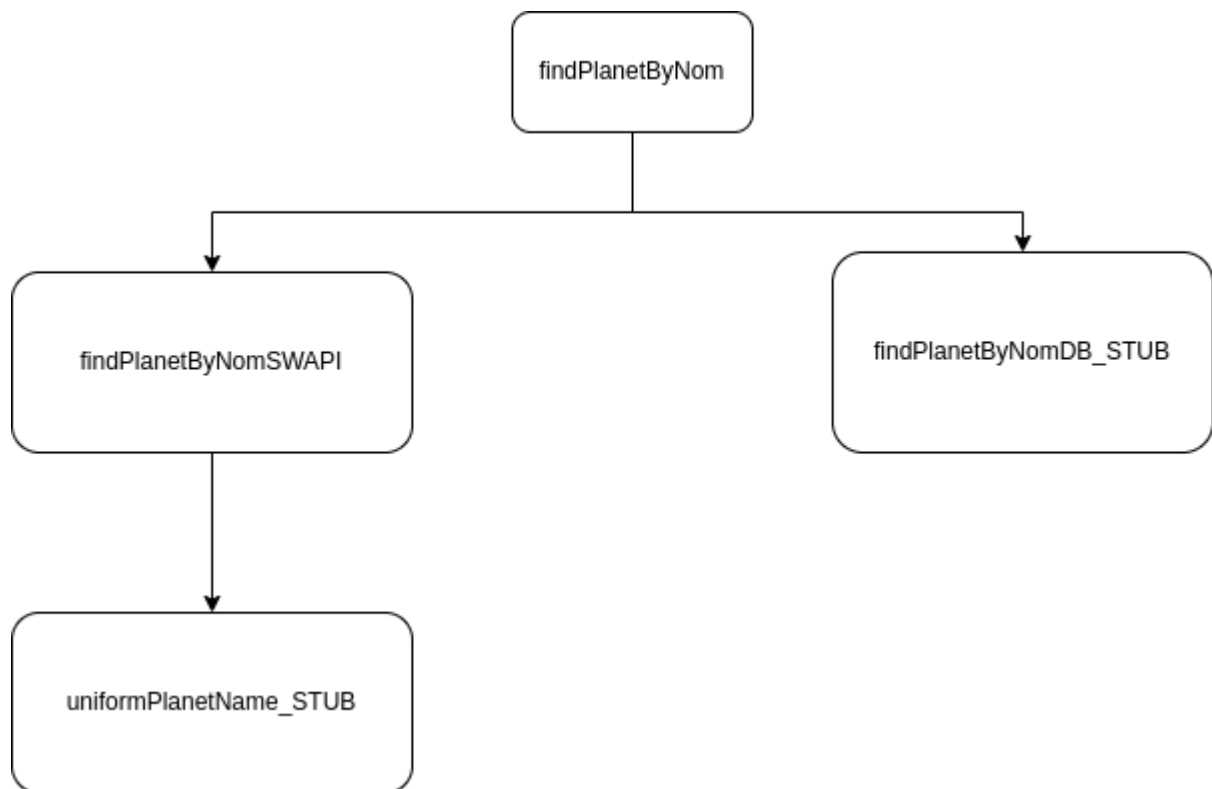 findPlanetByNom
findPlanetByNomSWAPI
findPlanetByNomDB_STUB
uniformPlanetName_STUB